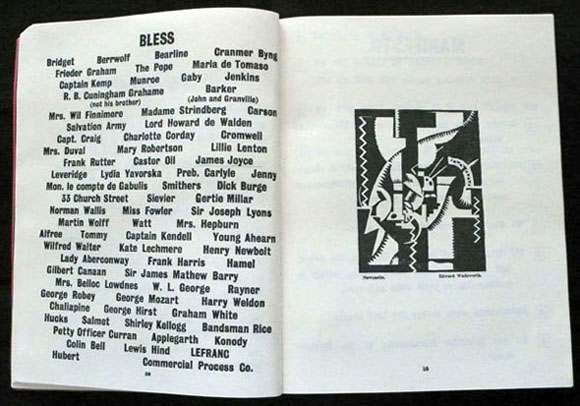 BLESS
Bridget Berrwolf Bearline Cranmer Byng
Frieder Graham The Pope Maria de Tomaso
Captain Kemp Munroe Gaby Jenkins
R. B. Cuningham Grahame Barker
(not his brother) (John and Granville)
Mrs. Wil Finnimore Madame Strindberg Carson
Salvation Army Lord Howard de Walden
Capt. Craig Charlotte Corday Cromwell
Mrs. Duval Mary Robertson Lillie Lenton
Frank Rutter Castor Oil James Joyce
Leveridge Lydia Yavorska Preb. Carlyle Jenny
Mon. le compte de Gabulis Smithers Dick Burge
33 Church Street Sievier Gertie Millar
Norman Wallis Miss Fowler Sir Joseph Lyons
Martin Wolff Watt Mrs. Hepburn
Alfree Tommy Captain Kendell Young Ahearn
Wilfred Walter Kate Lechmere Henry Newbolt
Lady Aberconway Frank Harris Hamel
Gilbert Canaan Sir James Mathew Barry
Mrs. Belloc Lowdnes W. L. George Rayner
George Robey George Mozart Harry Weldon
Chaliapine George Hirst Graham White
Hucks Salmet Shirley Kellogg Bandsman Rice
Petty Officer Curran Applegarth Konody
Colin Bell Lewis Hind LEFRANC
Hubert Commercial Process Co.
Newcastle. Edward Wadsworth.